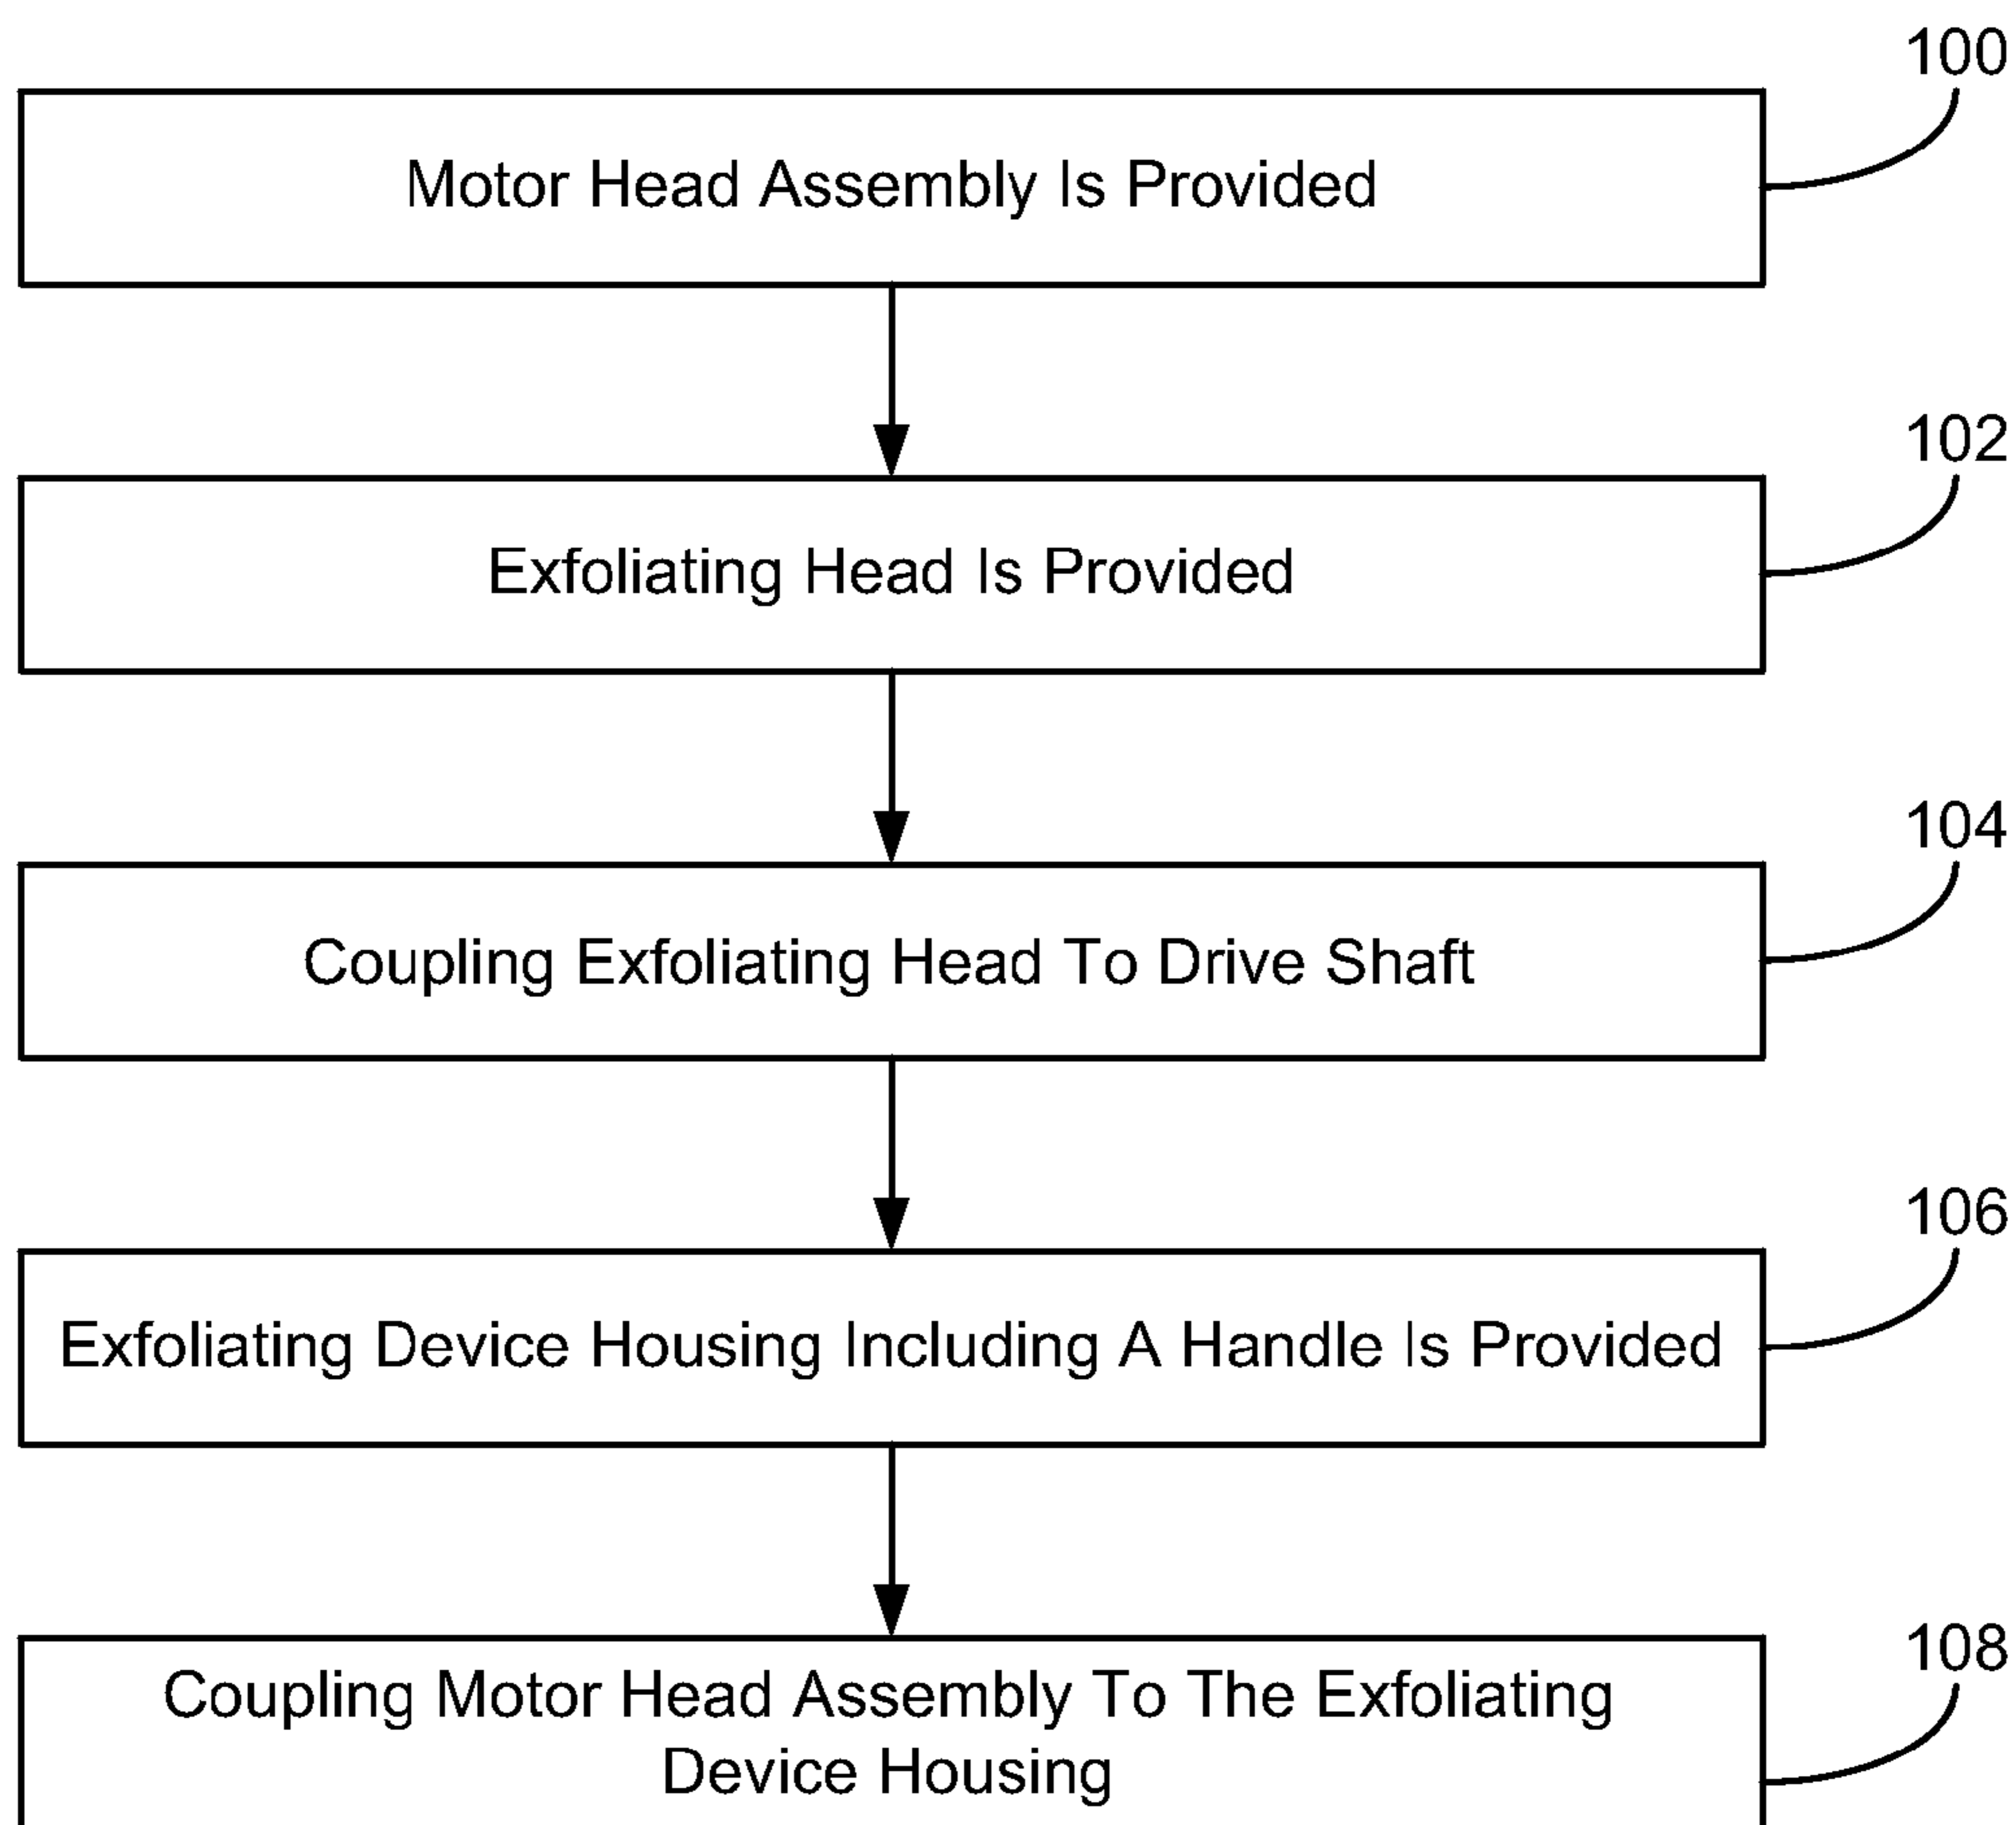 100
Motor Head Assembly Is Provided
102
Exfoliating Head Is Provided
104
Coupling Exfoliating Head To Drive Shaft
106
Exfoliating Device Housing Including A Handle Is Provided
108
Coupling Motor Head Assembly To The Exfoliating
Device Housing